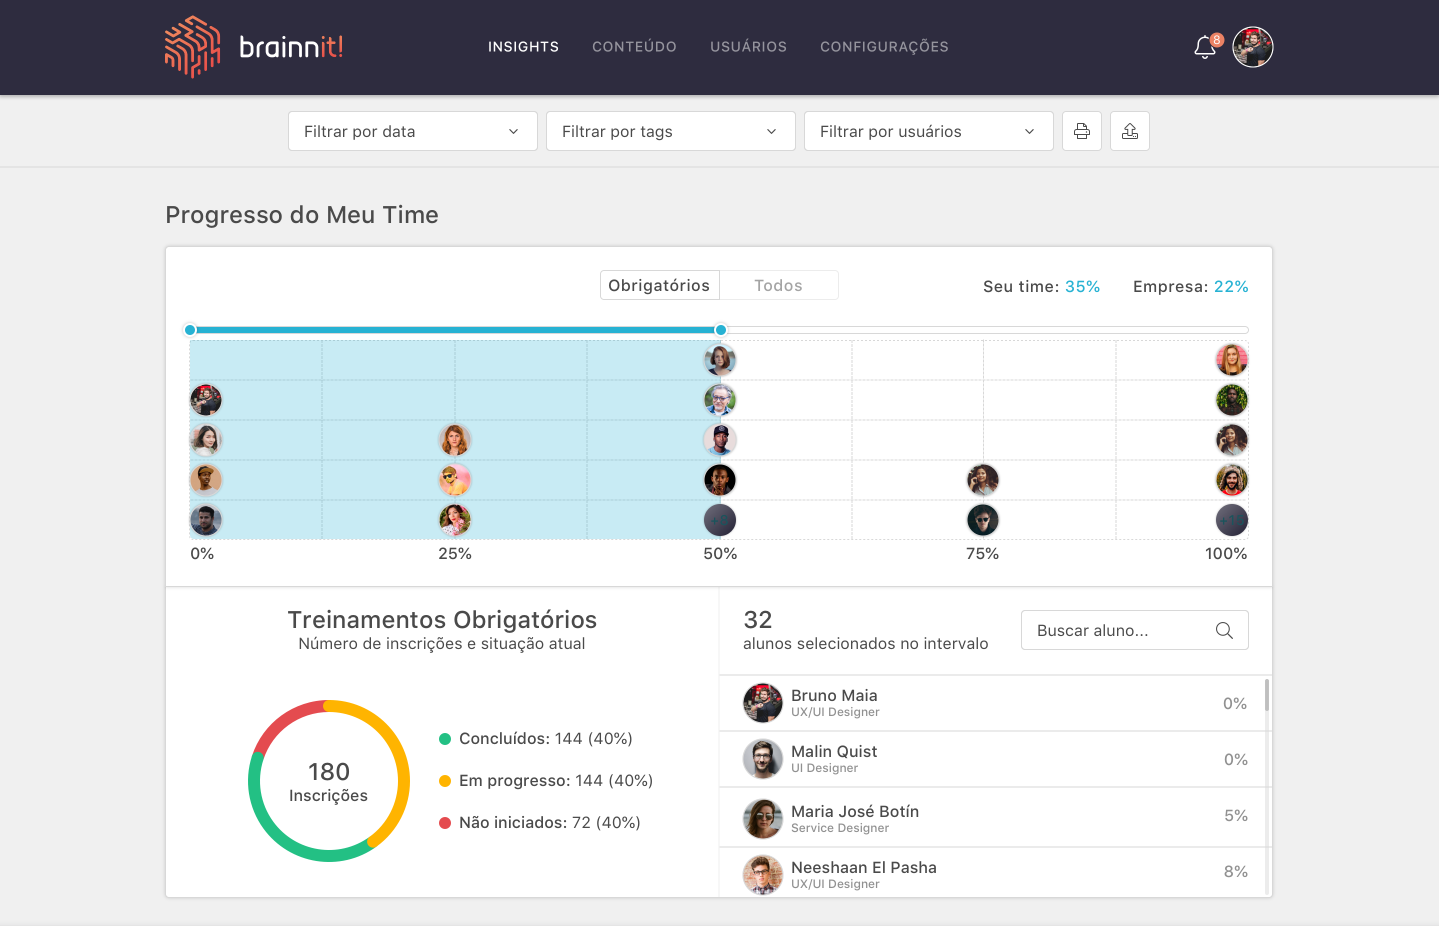 brainnit!
INSIGHTS CONTEÚDO USUÁRIOS CONFIGURAÇÕES
8
Filtrar por data
Filtrar por tags
Filtrar por usuários
Progresso do Meu Time
Obrigatórios Todos
Seu time: 35% Empresa: 22%
0% 25% 50% 75% 100%
Treinamentos Obrigatórios
Número de inscrições e situação atual
180
Inscrições
Concluídos: 144 (40%)
Em progresso: 144 (40%)
Não iniciados: 72 (40%)
32
alunos selecionados no intervalo
Buscar aluno...
Bruno Maia
UX/UI Designer
0%
Malin Quist
UI Designer
0%
Maria José Botín
Service Designer
5%
Neeshaan El Pasha
UX/UI Designer
8%